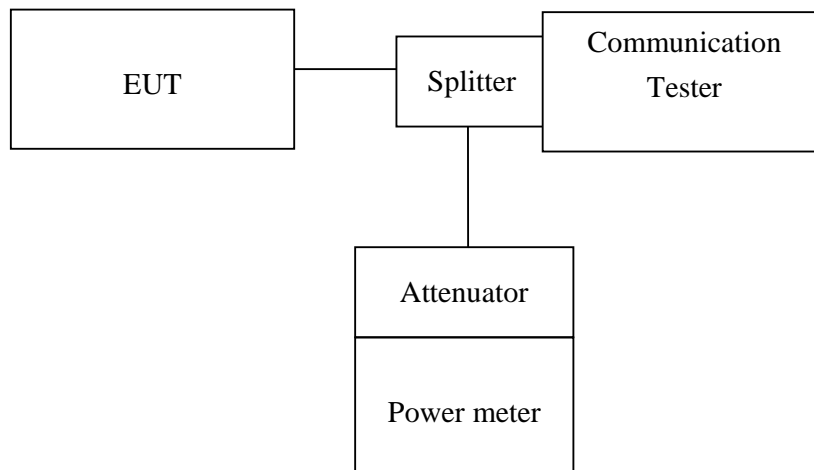 EUT
Splitter
Communication
Tester
Attenuator
Power meter